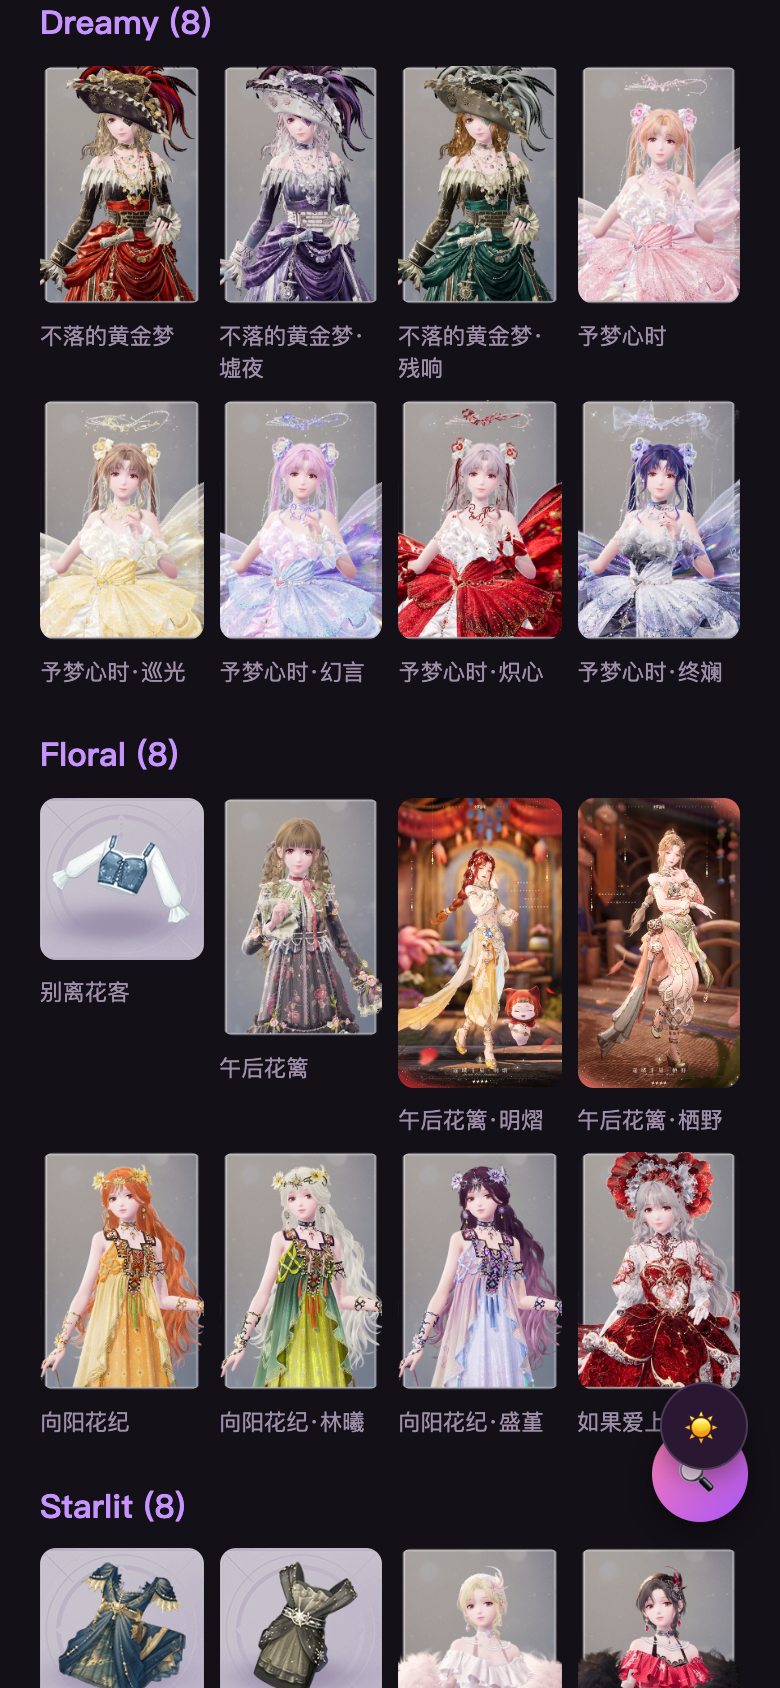 Dreamy (8)
不落的黄金梦
不落的黄金梦·
墟夜
不落的黄金梦·
残响
予梦心时
予梦心时·巡光
予梦心时·幻言
予梦心时·炽心
予梦心时·终斓
Floral (8)
别离花客
午后花篱
午后花篱·明熠
午后花篱·栖野
向阳花纪
向阳花纪·林曦
向阳花纪·盛堇
如果爱上
Starlit (8)